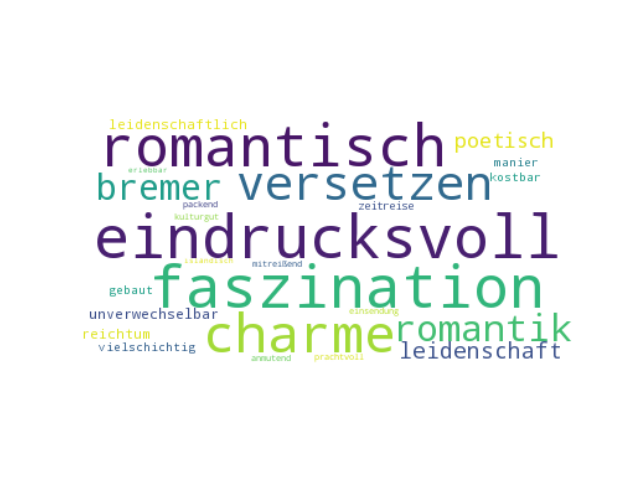 leidenschaftlich
romantisch
poetisch
manier
erlebbar
bremer versetzen
kostbar
packend
zeitreise
kulturgut
eindrucksvoll
mitreißend
faszination
gebaut
einsendung
unverwechselbar
charme
romantik
reichtum
vielschichtig
leidenschaft
anmutend
prachtvoll